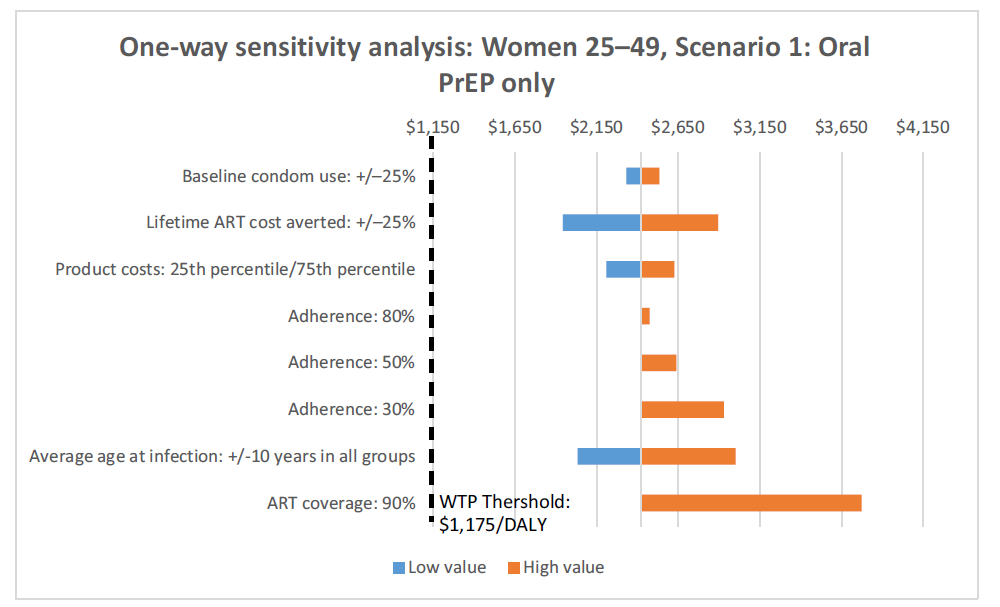 One-way sensitivity analysis: Women 25–49, Scenario 1: Oral
PrEP only
$1,150 $1,650 $2,150 $2,650 $3,150 $3,650 $4,150
Baseline condom use: +/–25%
Lifetime ART cost averted: +/–25%
Product costs: 25th percentile/75th percentile
Adherence: 80%
Adherence: 50%
Adherence: 30%
Average age at infection: +/-10 years in all groups
ART coverage: 90%
WTP Thershold:
$1,175/DALY
Low value High value